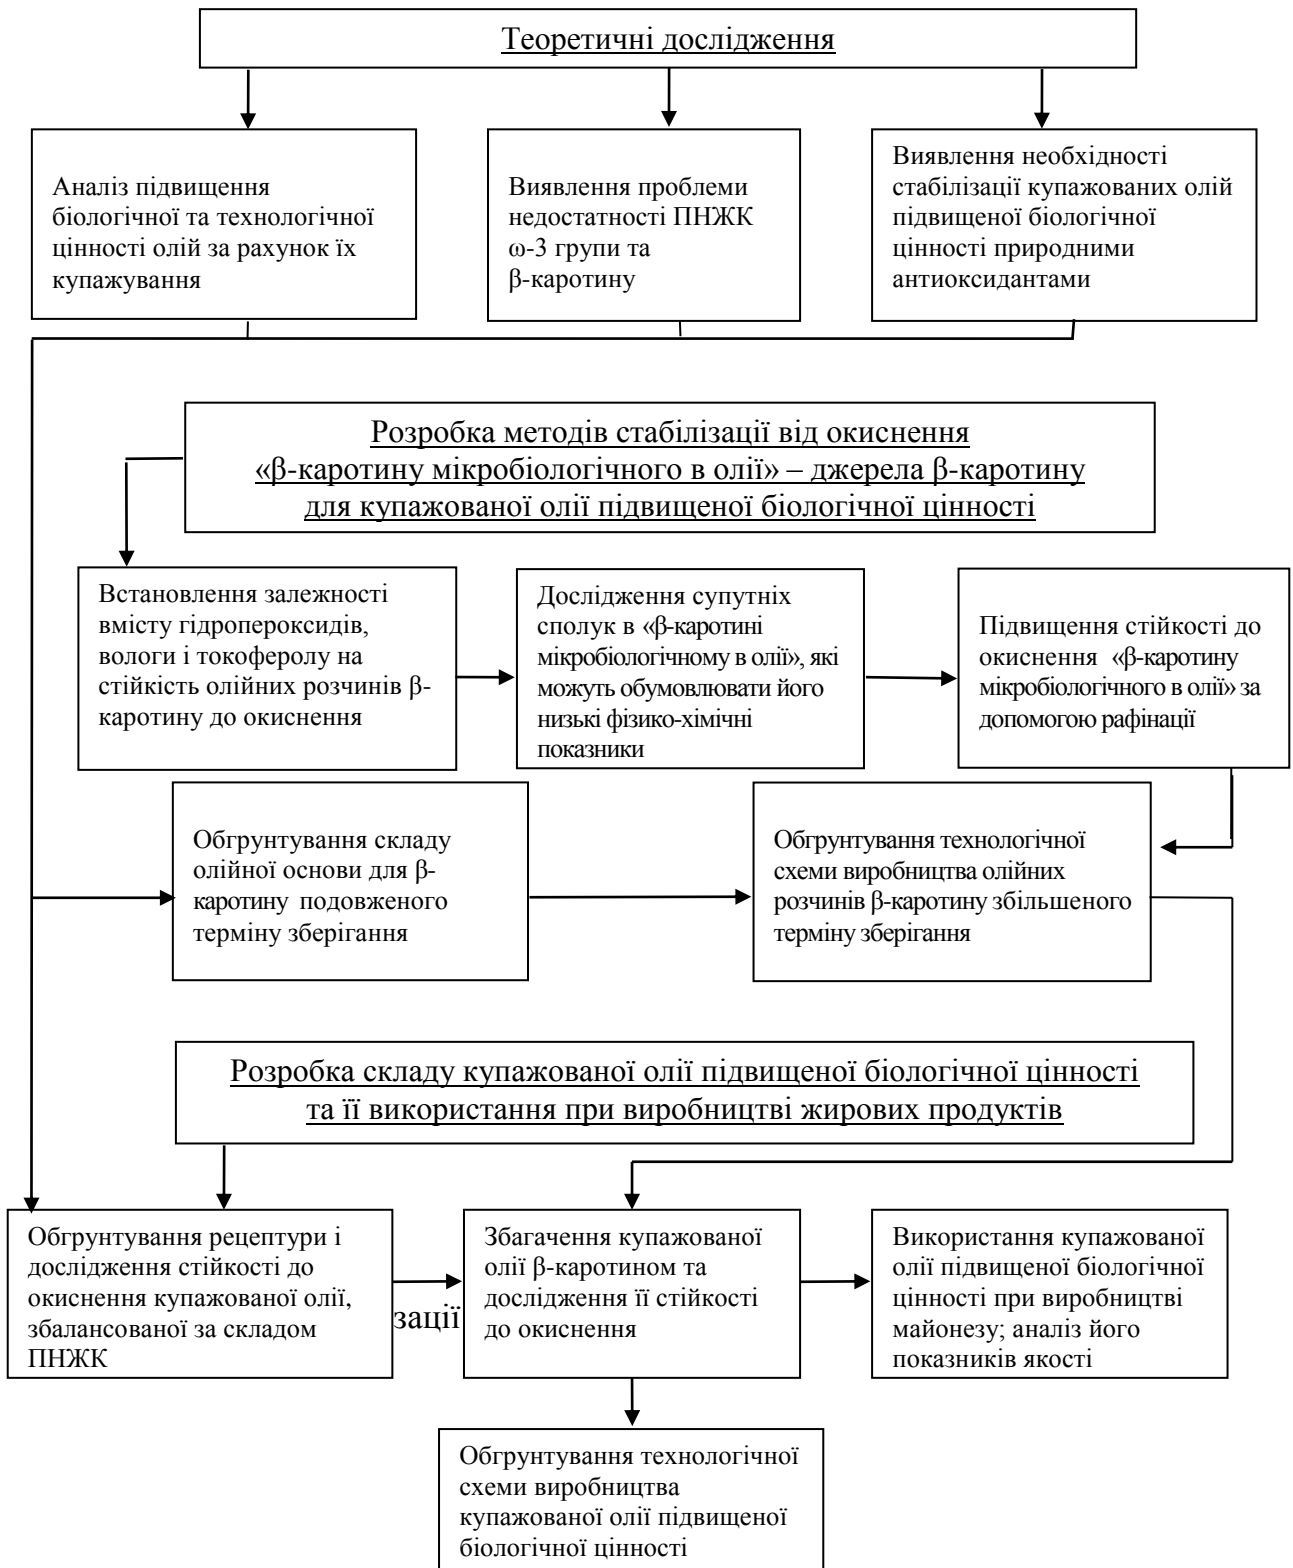 Теоретичні дослідження
Аналіз підвищення
біологічної та технологічної
цінності олій за рахунок їх
купажування
Виявлення проблеми
недостатності ПНЖК
ω-3 групи та
β-каротину
Виявлення необхідності
стабілізації купажованих олій
підвищеної біологічної
цінності природними
антиоксидантами
Розробка методів стабілізації від окиснення
«β-каротину мікробіологічного в олії» – джерела β-каротину
для купажованої олії підвищеної біологічної цінності
Встановлення залежності
вмісту гідропероксидів,
вологи і токоферолу на
стійкість олійних розчинів β-
каротину до окиснення
Дослідження супутніх
сполук в «β-каротині
мікробіологічному в олії», які
можуть обумовлювати його
низькі фізико-хімічні
показники
Підвищення стійкості до
окиснення «β-каротину
мікробіологічного в олії» за
допомогою рафінації
Обгрунтування складу
олійної основи для β-
каротину подовженого
терміну зберігання
Обгрунтування технологічної
схеми виробництва олійних
розчинів β-каротину збільшеного
терміну зберігання
Розробка складу купажованої олії підвищеної біологічної цінності
та її використання при виробництві жирових продуктів
Обгрунтування рецептури і
дослідження стійкості до
окиснення купажованої олії,
збалансованої за складом
ПНЖК
зації
Збагачення купажованої
олії β-каротином та
дослідження її стійкості
до окиснення
Використання купажованої
олії підвищеної біологічної
цінності при виробництві
майонезу; аналіз його
показників якості
Обгрунтування технологічної
схеми виробництва
купажованої олії підвищеної
біологічної цінності